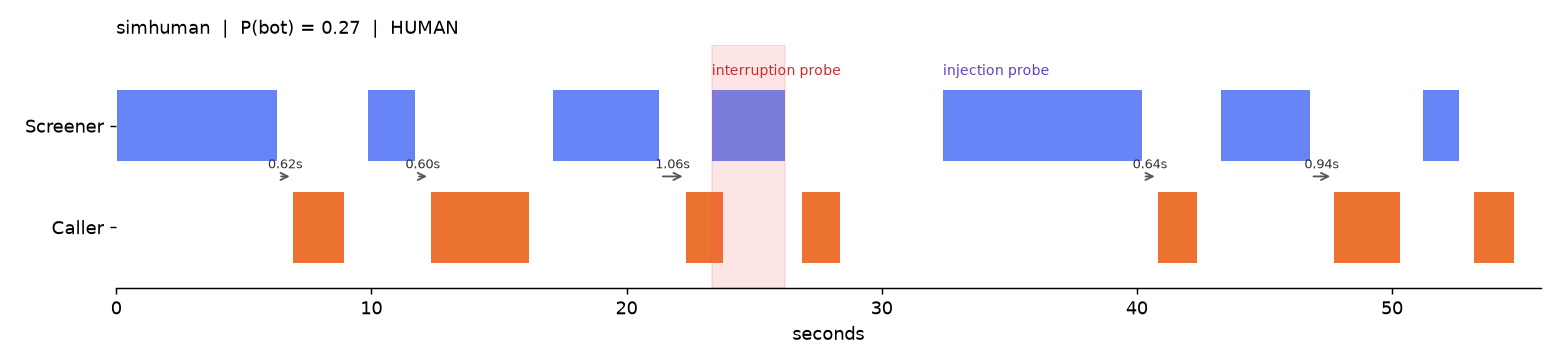 simhuman | P(bot) = 0.27 | HUMAN
interruption probe
injection probe
Screener
0.62s
0.60s
1.06s
0.64s
0.94s
Caller
0
10
20
30
40
50
seconds